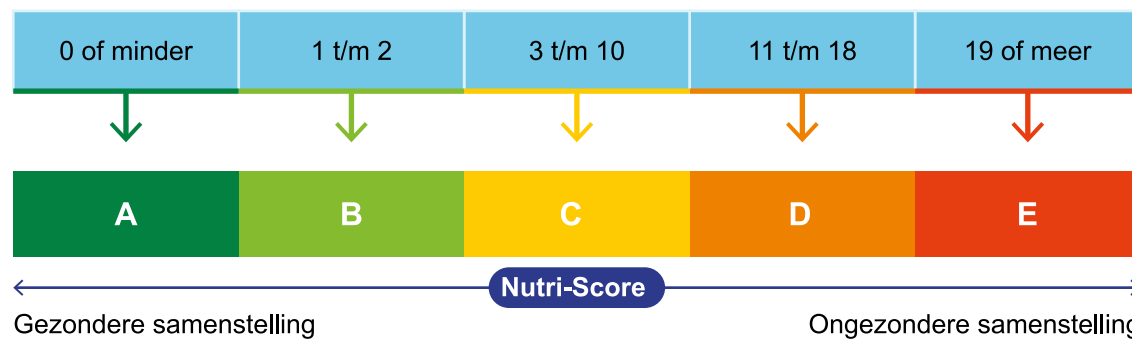 0 of minder 1 t/m 2 3 t/m 10 11 t/m 18 19 of meer
A B C D E
Nutri-Score
Gezondere samenstelling Ongezondere samenstelling